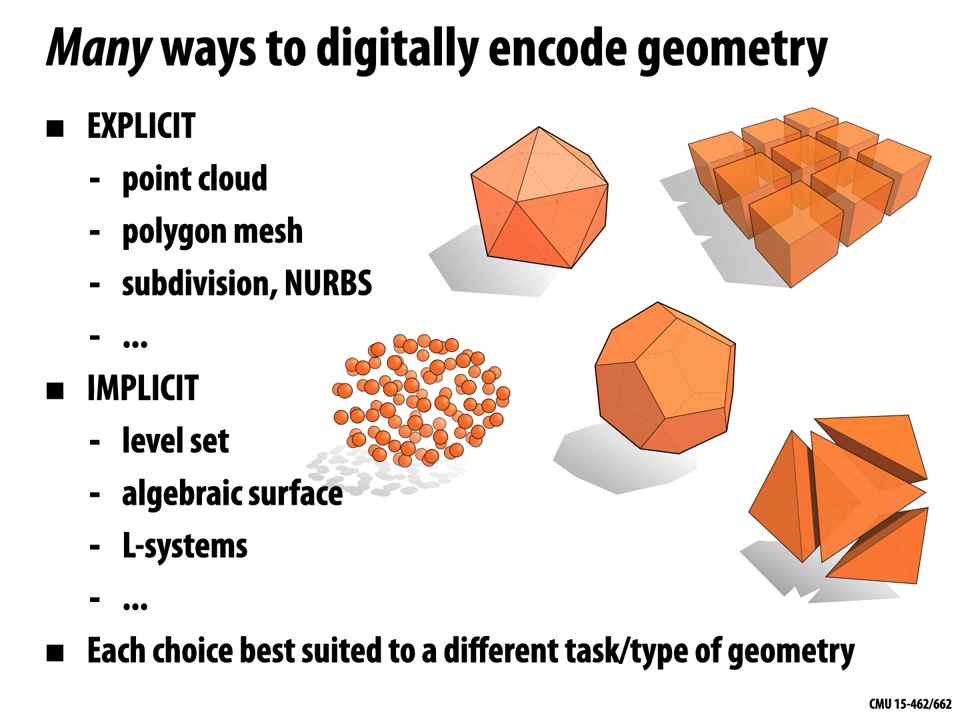 Many ways to digitally encode geometry
■ EXPLICIT
- point cloud
- polygon mesh
- subdivision, NURBS
- ...
■ IMPLICIT
- level set
- algebraic surface
- L-systems
- ...
■ Each choice best suited to a different task/type of geometry
CMU 15-462/662